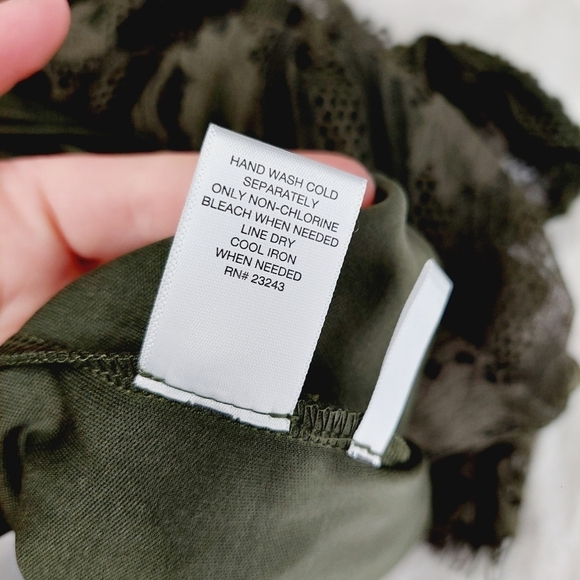 HAND WASH COLD
SEPARATELY
ONLY NON-CHLORINE
BLEACH WHEN NEEDED
LINE DRY
COOL IRON
WHEN NEEDED
RN# 23243